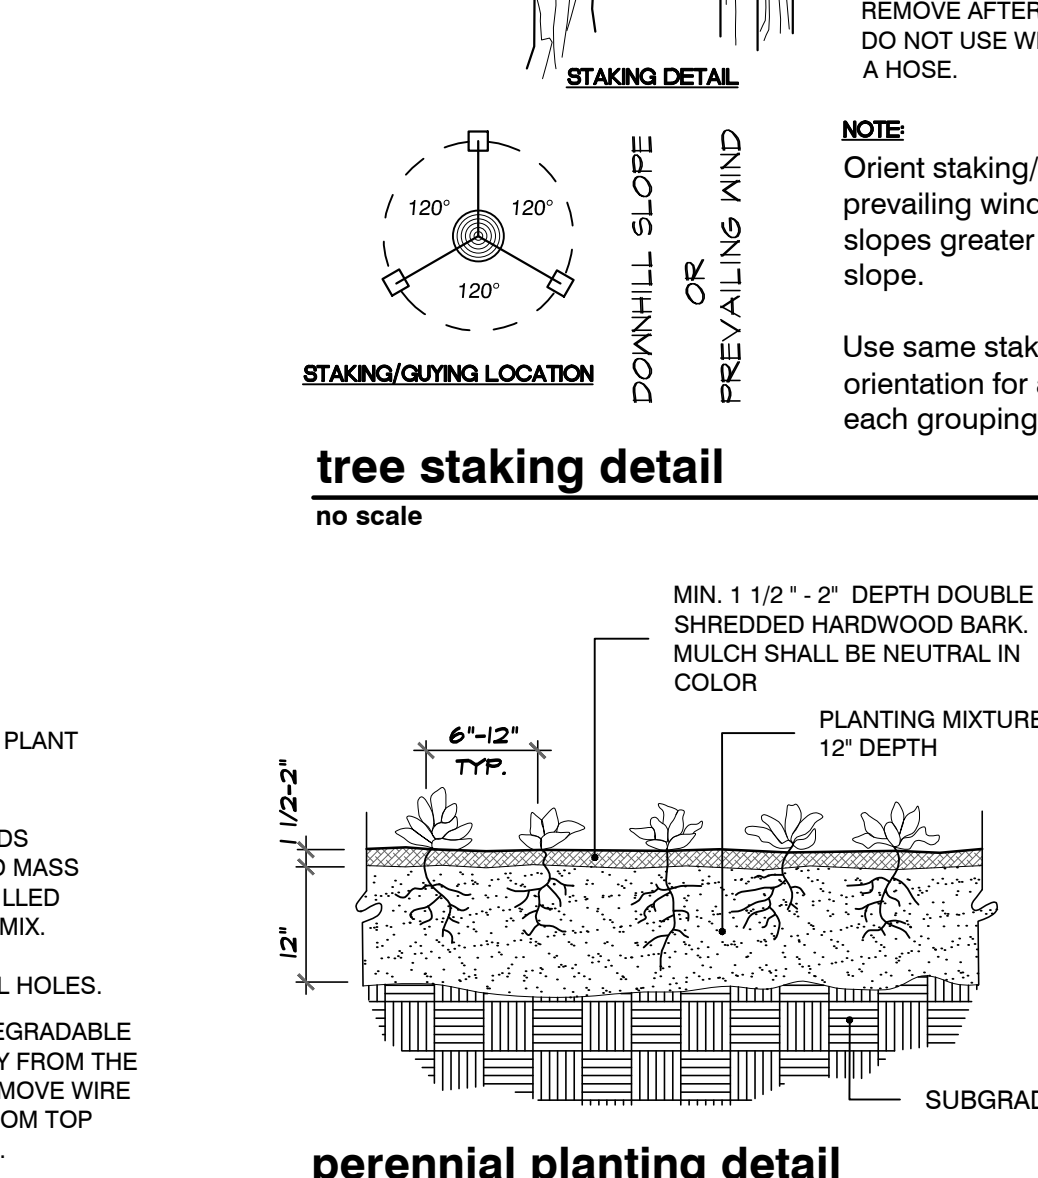 REMOVE AFTER
DO NOT USE
A HOSE.
STAKING DETAIL
NOTE:
Orient staking/
prevailing wind
slopes greater
slope.
120° 120°
120°
DOWNHILL SLOPE
OR
PREVAILING WIND
STAKING/GUYING LOCATION
Use same stak
orientation for a
each grouping
tree staking detail
no scale
MIN. 1 1/2 " - 2" DEPTH DOUBLE
SHREDDED HARDWOOD BARK.
MULCH SHALL BE NEUTRAL IN
COLOR
PLANTING MIXTURE
12" DEPTH
PLANT
DS
MASS
ILLED
MIX.
L HOLES.
EGRADABLE
Y FROM THE
MOVE WIRE
OM TOP
.
6"-12"
TYP.
1 1/2-2"
12"
SUBGRAD
perennial planting detail